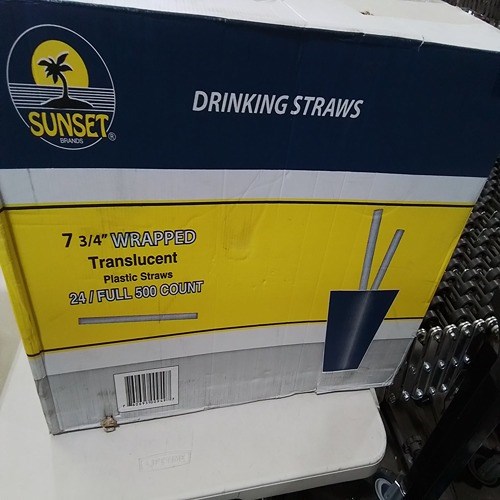 SUNSET®
BRANDS
DRINKING STRAWS
7 3/4" WRAPPED
Translucent
Plastic Straws
24 / FULL 500 COUNT